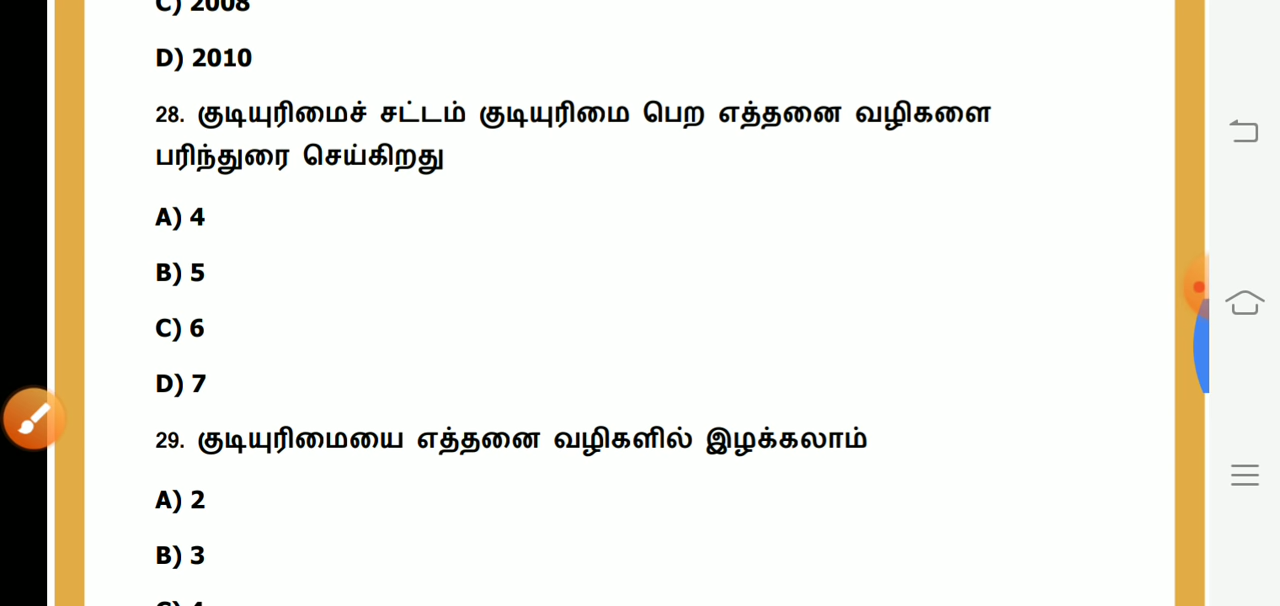 C) 2008
D) 2010
28. குடியுரிமைச் சட்டம் குடியுரிமை பெற எத்தனை வழிகளை
பரிந்துரை செய்கிறது
A) 4
B) 5
C) 6
D) 7
29. குடியுரிமையை எத்தனை வழிகளில் இழக்கலாம்
A) 2
B) 3